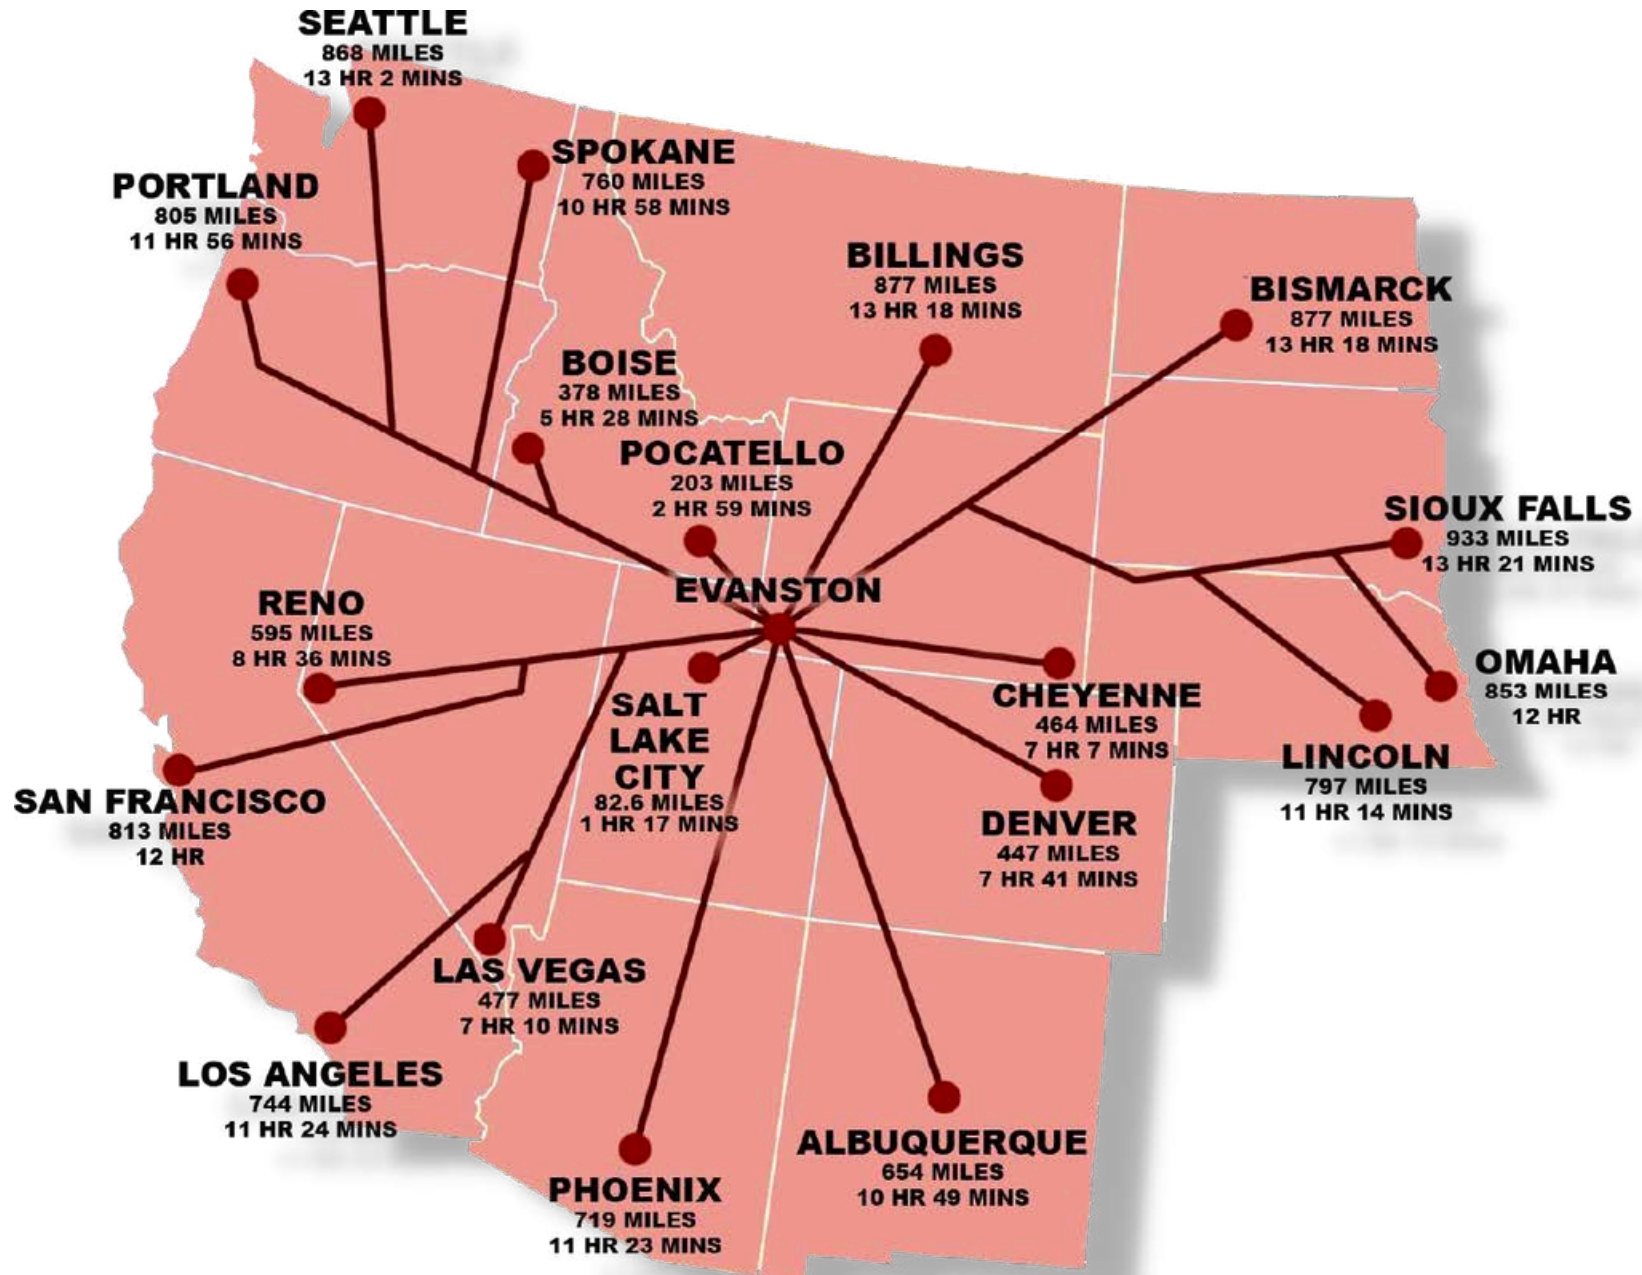 SEATTLE
868 MILES
13 HR 2 MINS
SPOKANE
760 MILES
10 HR 58 MINS
PORTLAND
805 MILES
11 HR 56 MINS
BILLINGS
877 MILES
13 HR 18 MINS
BISMARCK
877 MILES
13 HR 18 MINS
BOISE
378 MILES
5 HR 28 MINS
POCATELLO
203 MILES
2 HR 59 MINS
SIOUX FALLS
933 MILES
13 HR 21 MINS
EVANSTON
RENO
595 MILES
8 HR 36 MINS
OMAHA
853 MILES
12 HR
SALT
LAKE
CITY
82.6 MILES
1 HR 17 MINS
CHEYENNE
464 MILES
7 HR 7 MINS
LINCOLN
797 MILES
11 HR 14 MINS
SAN FRANCISCO
813 MILES
12 HR
DENVER
447 MILES
7 HR 41 MINS
LAS VEGAS
477 MILES
7 HR 10 MINS
LOS ANGELES
744 MILES
11 HR 24 MINS
ALBUQUERQUE
654 MILES
10 HR 49 MINS
PHOENIX
719 MILES
11 HR 23 MINS